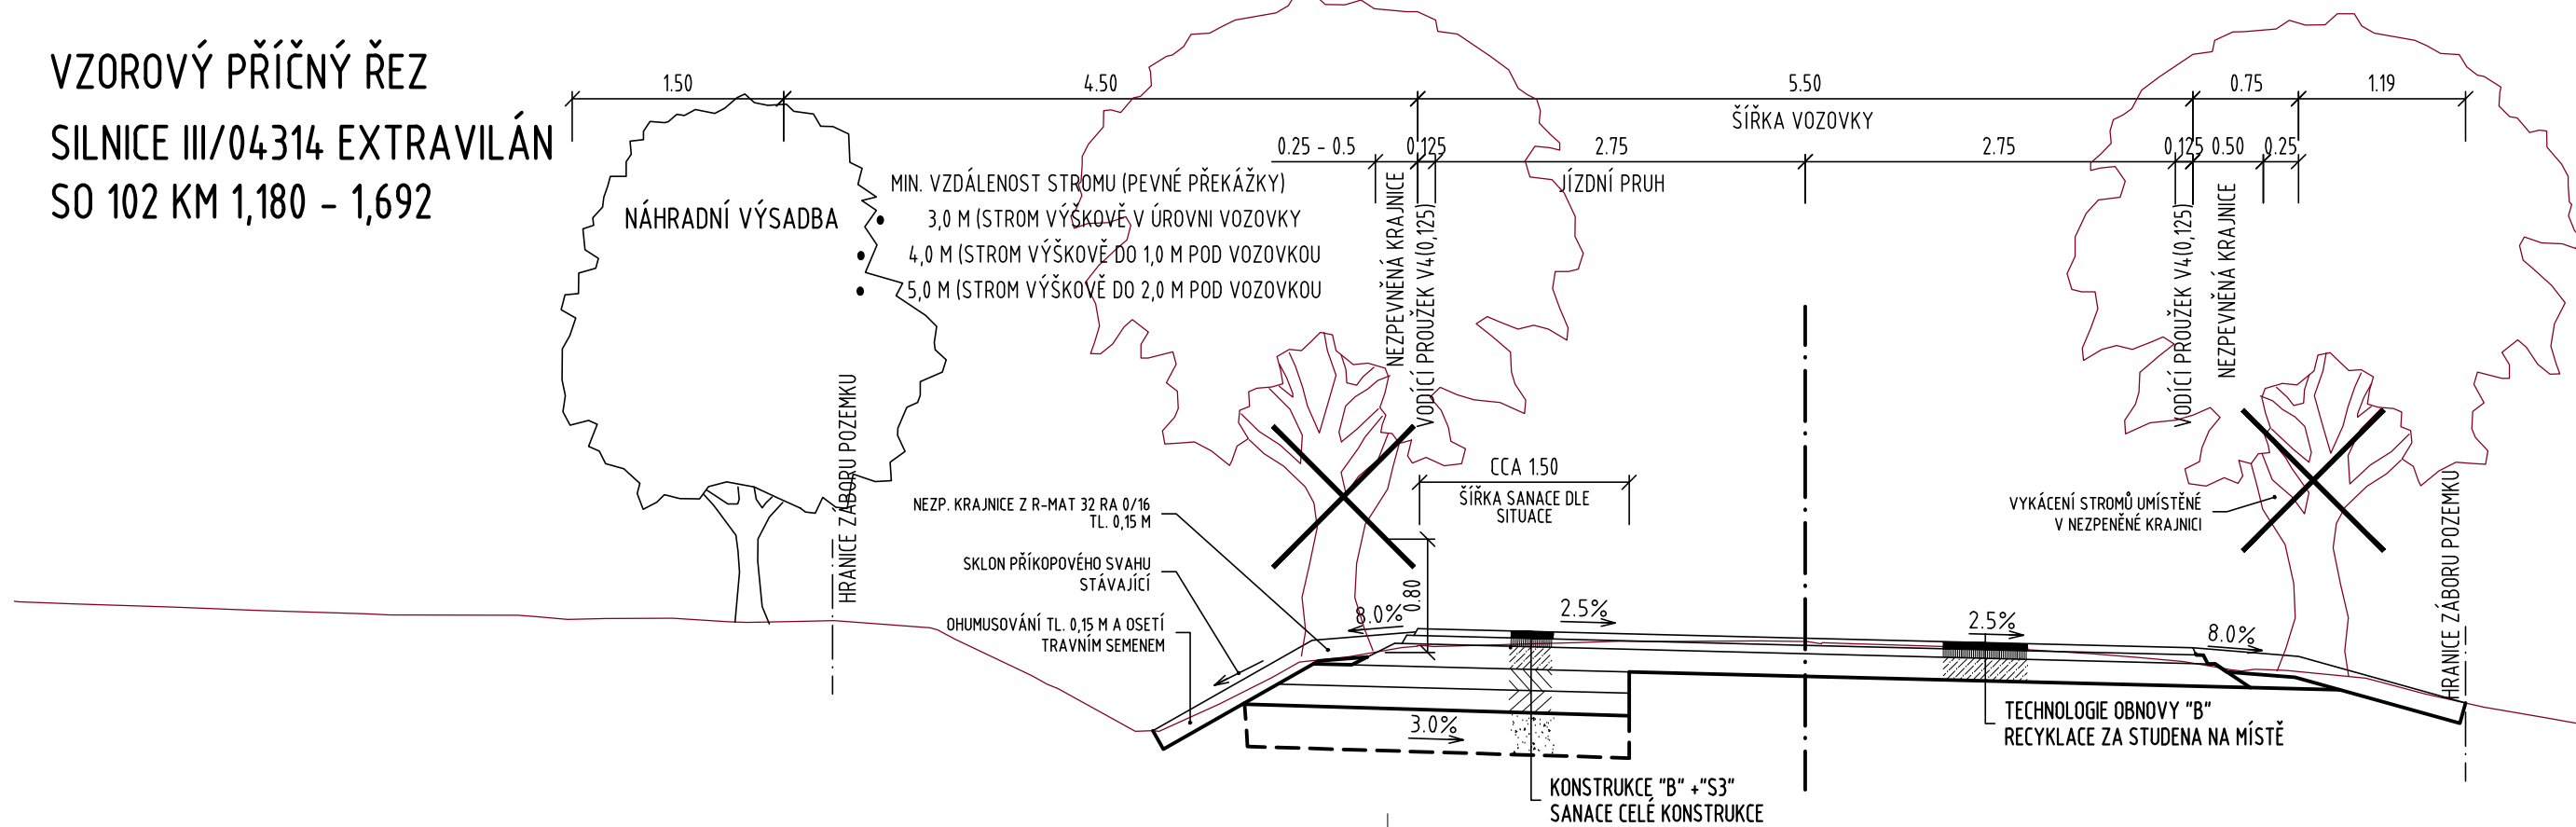 VZOROVÝ PŘÍČNÝ ŘEZ
SILNICE III/04314 EXTRAVILÁN
SO 102 KM 1,180 - 1,692
1.50
4.50
5.50
0.75
1.19
ŠÍŘKA VOZOVKY
0.25 - 0.5
0.125
2.75
2.75
0.125
0.50
0.25
JÍZDNÍ PRUH
NÁHRADNÍ VÝSADBA
MIN. VZDÁLENOST STROMU (PEVNÉ PŘEKÁŽKY)
• 3,0 M (STROM VÝŠKOVĚ V ÚROVNI VOZOVKY
• 4,0 M (STROM VÝŠKOVĚ DO 1,0 M POD VOZOVKOU
• 5,0 M (STROM VÝŠKOVĚ DO 2,0 M POD VOZOVKOU
NEZPEVNĚNÁ KRAJNICE
VODÍCÍ PROUŽEK V4(0,125)
VODÍCÍ PROUŽEK V4(0,125)
NEZPEVNĚNÁ KRAJNICE
HRANICE ZÁBORU POZEMKU
CCA 1.50
ŠÍŘKA SANACE DLE
SITUACE
NEZP. KRAJNICE Z R-MAT 32 RA 0/16
TL. 0,15 M
SKLON PŘÍKOPOVÉHO SVAHU
STÁVAJÍCÍ
OHUMUSOVÁNÍ TL. 0,15 M A OSETÍ
TRAVNÍM SEMENEM
VYKÁCENÍ STROMŮ UMÍSTĚNÉ
V NEZPENĚNÉ KRAJNICI
HRANICE ZÁBORU POZEMKU
0.80
8.0%
2.5%
2.5%
8.0%
3.0%
TECHNOLOGIE OBNOVY "B"
RECYKLACE ZA STUDENA NA MÍSTĚ
KONSTRUKCE "B" +"S3"
SANACE CELÉ KONSTRUKCE